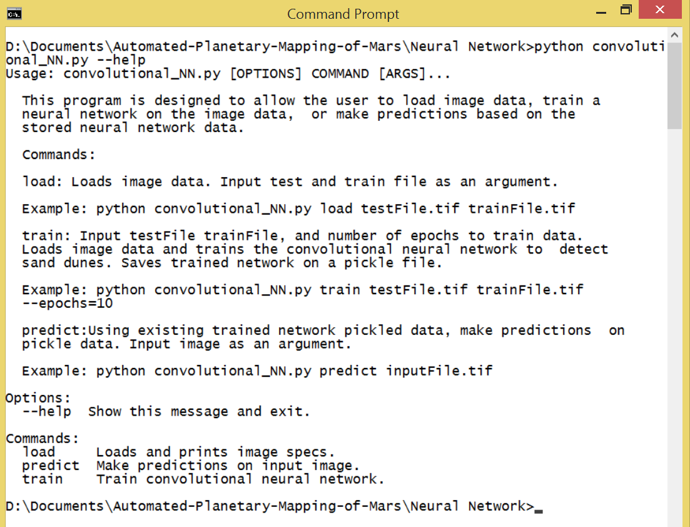 Command Prompt
D:\Documents\Automated-Planetary-Mapping-of-Mars\Neural Network>python convoluti
onal_NN.py --help
Usage: convolutional_NN.py [OPTIONS] COMMAND [ARGS]...
This program is designed to allow the user to load image data, train a
neural network on the image data,  or make predictions based on the
stored neural network data.
Commands:
load: Loads image data. Input test and train file as an argument.
Example: python convolutional_NN.py load testFile.tif trainFile.tif
train: Input testFile trainFile, and number of epochs to train data.
Loads image data and trains the convolutional neural network to  detect
sand dunes. Saves trained network on a pickle file.
Example: python convolutional_NN.py train testFile.tif trainFile.tif
--epochs=10
predict:Using existing trained network pickled data, make predictions  on
pickle data. Input image as an argument.
Example: python convolutional_NN.py predict inputFile.tif
Options:
--help  Show this message and exit.
Commands:
load     Loads and prints image specs.
predict  Make predictions on input image.
train    Train convolutional neural network.
D:\Documents\Automated-Planetary-Mapping-of-Mars\Neural Network>_